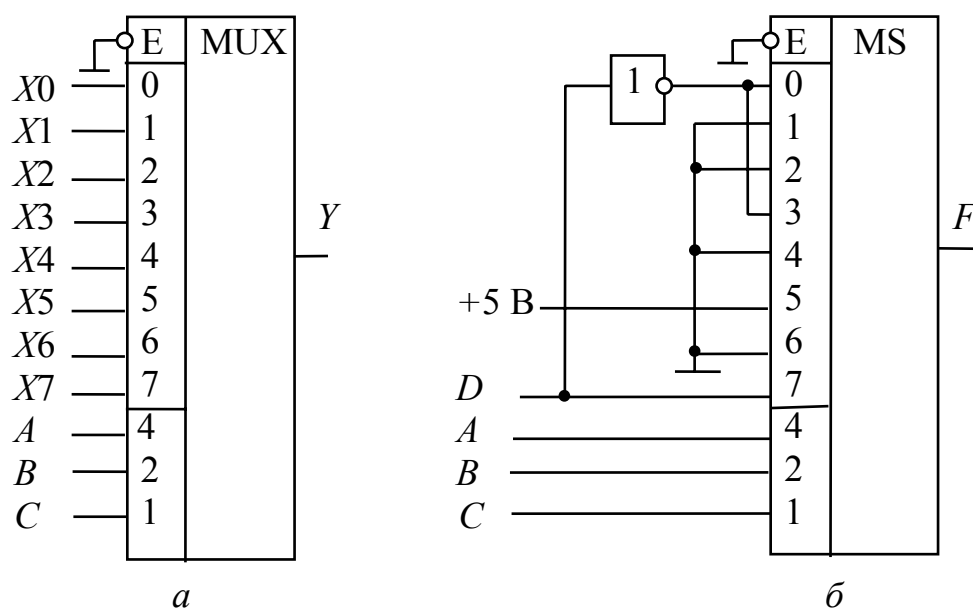 E MUX
X0 0
X1 1
X2 2
X3 3
Y
X4 4
X5 5
X6 6
X7 7
A 4
B 2
C 1
а
E MS
1 0
1
2
3
F
4
+5 В 5
6
D 7
A 4
B 2
C 1
б